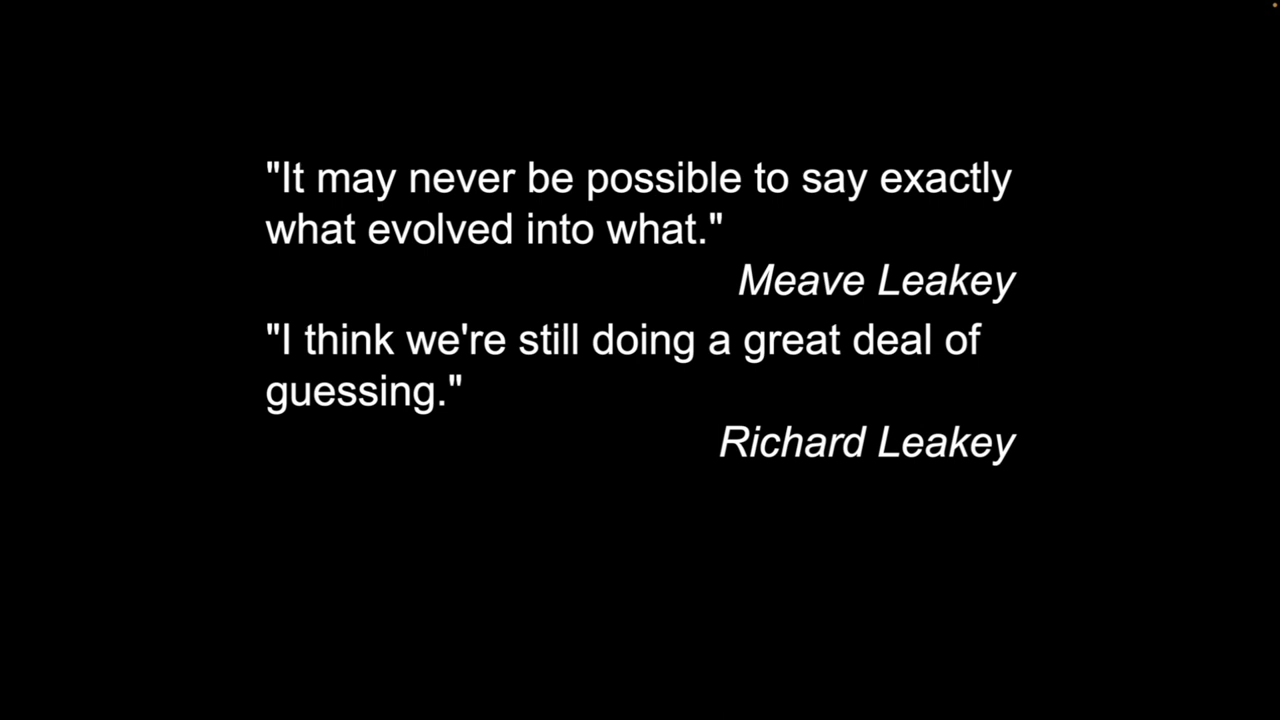 "It may never be possible to say exactly
what evolved into what."
Meave Leakey
"I think we're still doing a great deal of
guessing."
Richard Leakey